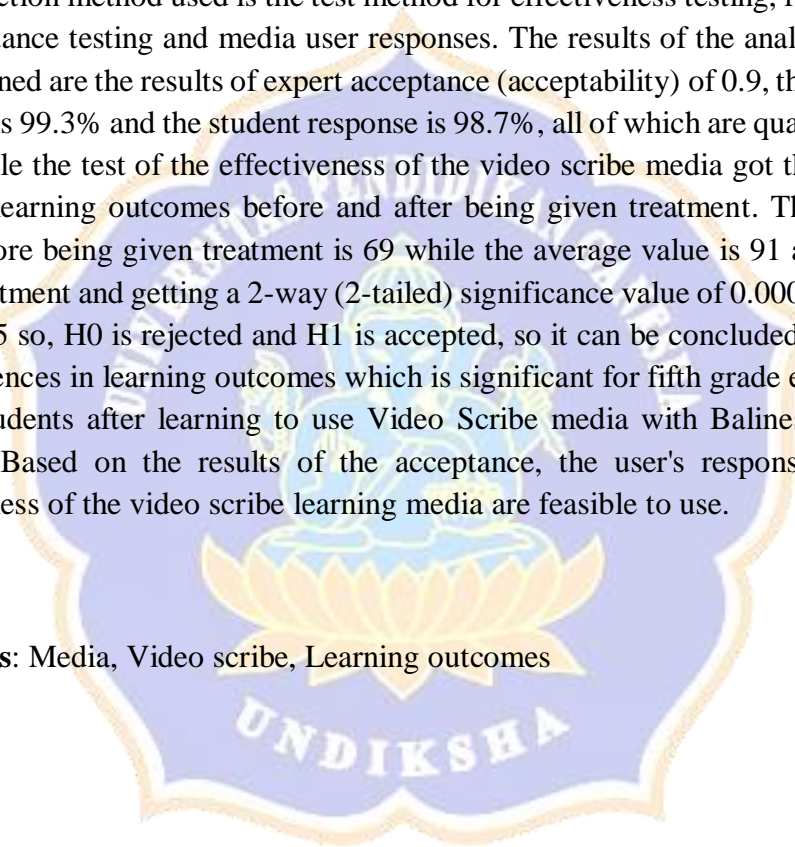 ction method used is the test method for effectiveness testing,
tance testing and media user responses. The results of the anal
ned are the results of expert acceptance (acceptability) of 0.9, th
s 99.3% and the student response is 98.7%, all of which are qua
le the test of the effectiveness of the video scribe media got th
learning outcomes before and after being given treatment. Th
ore being given treatment is 69 while the average value is 91 a
tment and getting a 2-way (2-tailed) significance value of 0.000
5 so, H0 is rejected and H1 is accepted, so it can be concluded
ences in learning outcomes which is significant for fifth grade e
udents after learning to use Video Scribe media with Balines
Based on the results of the acceptance, the user's respons
ess of the video scribe learning media are feasible to use.
s: Media, Video scribe, Learning outcomes
UNIVERSITAS PENDIDIKAN GANESHA
UNDIKSHA